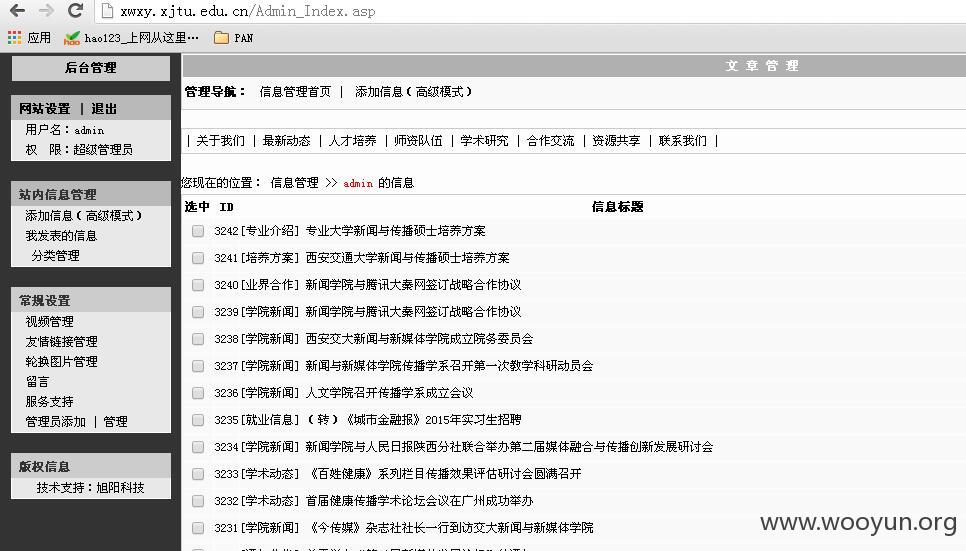 xwxy.xjtu.edu.cn/Admin_Index.asp
应用 hao123_上网从这里… PAN
后台管理
文 章 管 理
管理导航： 信息管理首页 | 添加信息(高级模式)
网站设置 | 退出
用户名：admin
权 限：超级管理员
| 关于我们 | 最新动态 | 人才培养 | 师资队伍 | 学术研究 | 合作交流 | 资源共享 | 联系我们 |
您现在的位置： 信息管理 >> admin 的信息
站内信息管理
添加信息(高级模式)
我发表的信息
分类管理
常规设置
视频管理
友情链接管理
轮换图片管理
留言
服务支持
管理员添加 | 管理
版权信息
技术支持：旭阳科技
选中 ID 信息标题
3242[专业介绍] 专业大学新闻与传播硕士培养方案
3241[培养方案] 西安交通大学新闻与传播硕士培养方案
3240[业界合作] 新闻学院与腾讯大秦网签订战略合作协议
3239[学院新闻] 新闻学院与腾讯大秦网签订战略合作协议
3238[学院新闻] 西安交大新闻与新媒体学院成立院务委员会
3237[学院新闻] 新闻与新媒体学院传播学系召开第一次教学科研动员会
3236[学院新闻] 人文学院召开传播学系成立会议
3235[就业信息] (转)《城市金融报》2015年实习生招聘
3234[学院新闻] 新闻学院与人民日报陕西分社联合举办第二届媒体融合与传播创新发展研讨会
3233[学术动态] 《百姓健康》系列栏目传播效果评估研讨会圆满召开
3232[学术动态] 首届健康传播学术论坛会议在广州成功举办
3231[学院新闻] 《今传媒》杂志社社长一行到访交大新闻与新媒体学院
www.wooyun.org